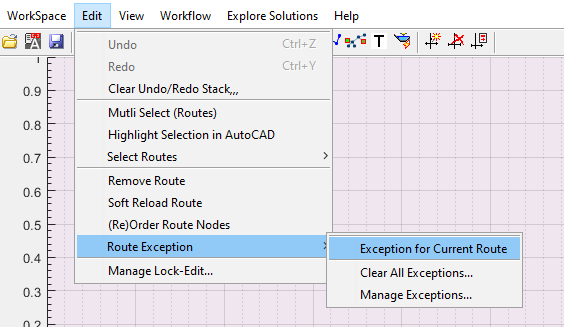 WorkSpace Edit View Workflow Explore Solutions Help
Undo Ctrl+Z
Redo Ctrl+Y
Clear Undo/Redo Stack,,,
Mutli Select (Routes)
Highlight Selection in AutoCAD
Select Routes
Remove Route
Soft Reload Route
(Re)Order Route Nodes
Route Exception
Manage Lock-Edit...
Exception for Current Route
Clear All Exceptions...
Manage Exceptions...
T
1
0.9
0.8
0.7
0.6
0.5
0.4
0.3
0.2